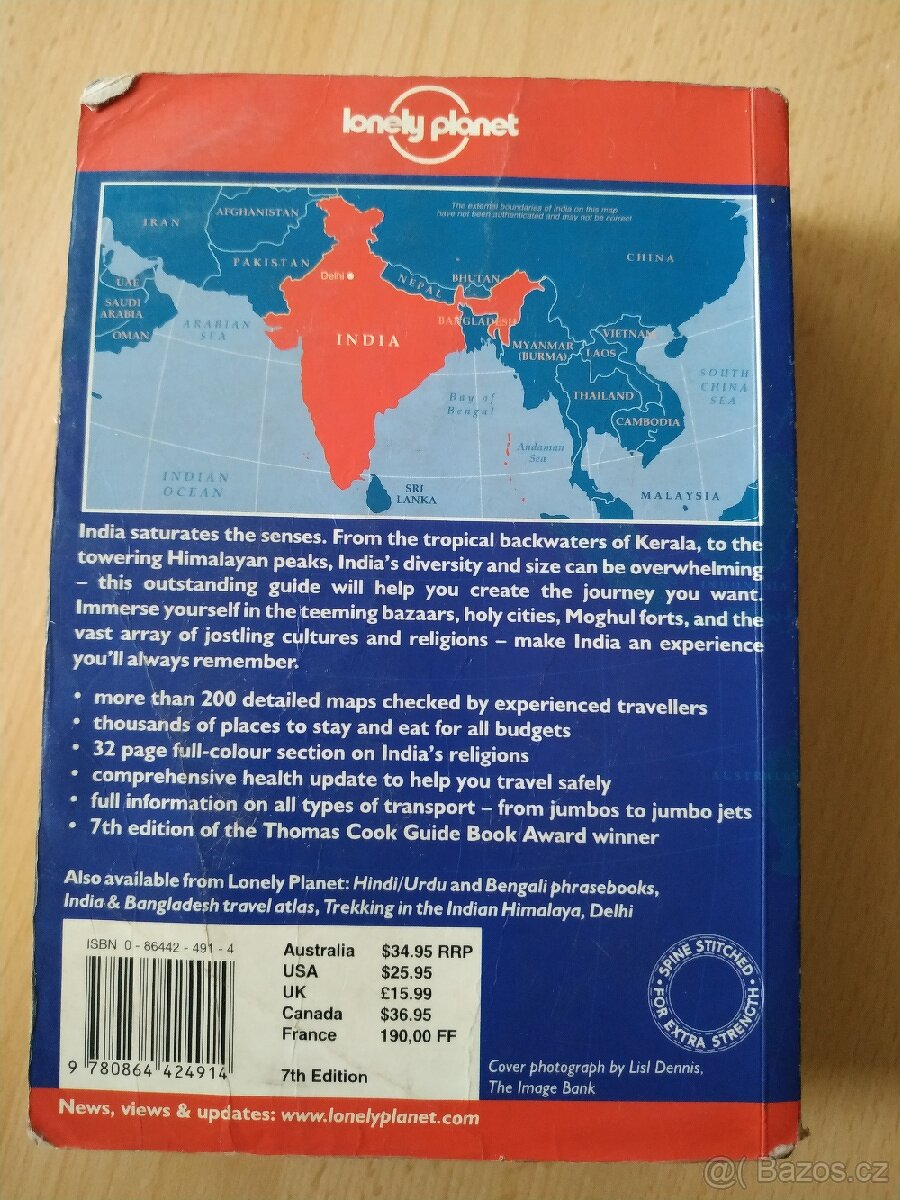 lonely planet
The external boundaries of India on this map
have not been authenticated and may not be correct
IRAN
AFGHANISTAN
PAKISTAN
CHINA
Delhi
NEPAL
BHUTAN
UAE
SAUDI
ARABIA
OMAN
ARABIAN
SEA
INDIA
BANGLADESH
MYANMAR
(BURMA)
VIETNAM
LAOS
SOUTH
CHINA
SEA
THAILAND
CAMBODIA
Bay of
Bengal
Andaman
Sea
INDIAN
OCEAN
SRI
LANKA
MALAYSIA
India saturates the senses. From the tropical backwaters of Kerala, to the
towering Himalayan peaks, India's diversity and size can be overwhelming
– this outstanding guide will help you create the journey you want.
Immerse yourself in the teeming bazaars, holy cities, Moghul forts, and the
vast array of jostling cultures and religions – make India an experience
you'll always remember.
• more than 200 detailed maps checked by experienced travellers
• thousands of places to stay and eat for all budgets
• 32 page full-colour section on India's religions
• comprehensive health update to help you travel safely
• full information on all types of transport – from jumbos to jumbo jets
• 7th edition of the Thomas Cook Guide Book Award winner
Also available from Lonely Planet: Hindi/Urdu and Bengali phrasebooks,
India & Bangladesh travel atlas, Trekking in the Indian Himalaya, Delhi
ISBN 0-86442-491-4
9 780864 424914
Australia $34.95 RRP
USA $25.95
UK £15.99
Canada $36.95
France 190,00 FF
7th Edition
SPINE STITCHED
• FOR EXTRA STRENGTH •
Cover photograph by Lisl Dennis,
The Image Bank
News, views & updates: www.lonelyplanet.com
@( Bazos.cz